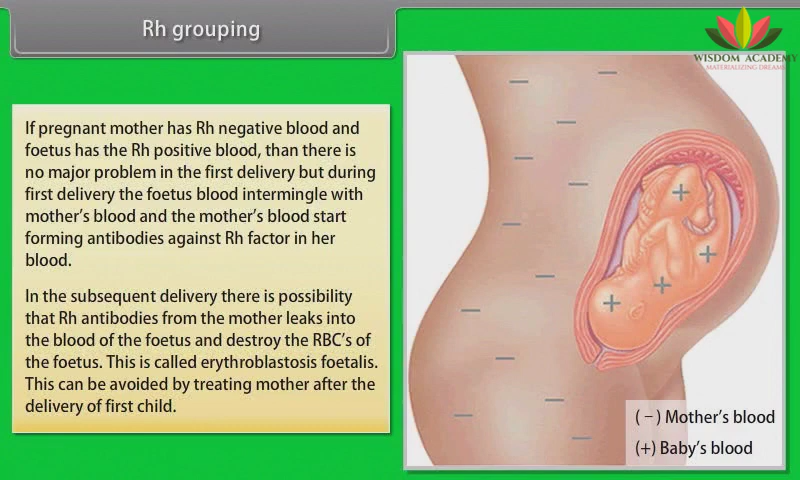 Rh grouping
WISDOM ACADEMY
MATERIALIZING DREAMS
If pregnant mother has Rh negative blood and
foetus has the Rh positive blood, than there is
no major problem in the first delivery but during
first delivery the foetus blood intermingle with
mother's blood and the mother's blood start
forming antibodies against Rh factor in her
blood.
In the subsequent delivery there is possibility
that Rh antibodies from the mother leaks into
the blood of the foetus and destroy the RBC's of
the foetus. This is called erythroblastosis foetalis.
This can be avoided by treating mother after the
delivery of first child.
(−) Mother's blood
(+) Baby's blood